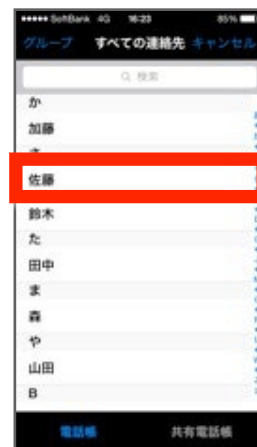 SoftBank 4G 16:23 85%
グループ すべての連絡先 キャンセル
検索
か
加藤
さ
佐藤
鈴木
た
田中
ま
森
や
山田
B
電話帳 共有電話帳